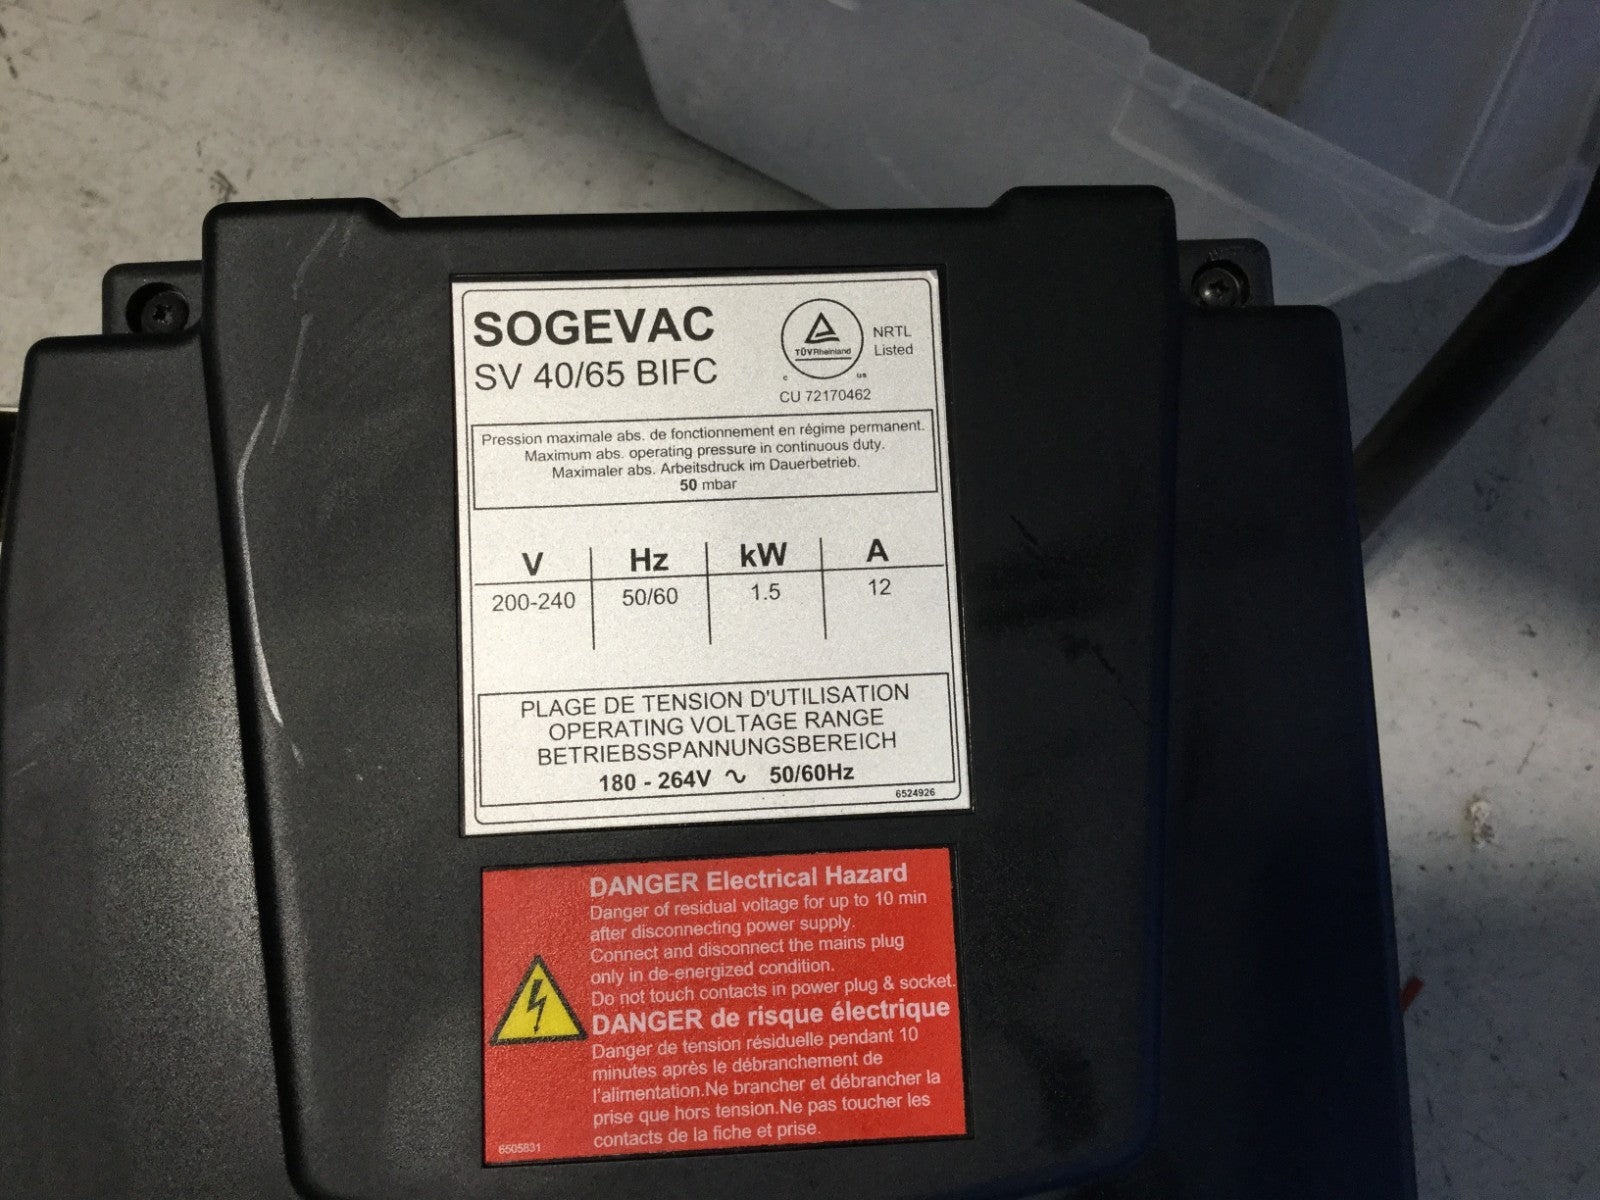 SOGEVAC
SV 40/65 BIFC
TÜVRheinland
c us
NRTL
Listed
CU 72170462
Pression maximale abs. de fonctionnement en régime permanent.
Maximum abs. operating pressure in continuous duty.
Maximaler abs. Arbeitsdruck im Dauerbetrieb.
50 mbar
V Hz kW A
200-240 50/60 1.5 12
PLAGE DE TENSION D'UTILISATION
OPERATING VOLTAGE RANGE
BETRIEBSSPANNUNGSBEREICH
180 - 264V ∿ 50/60Hz
6524926
DANGER Electrical Hazard
Danger of residual voltage for up to 10 min
after disconnecting power supply.
Connect and disconnect the mains plug
only in de-energized condition.
Do not touch contacts in power plug & socket.
DANGER de risque électrique
Danger de tension résiduelle pendant 10
minutes après le débranchement de
l'alimentation.Ne brancher et débrancher la
prise que hors tension.Ne pas toucher les
contacts de la fiche et prise.
6505831